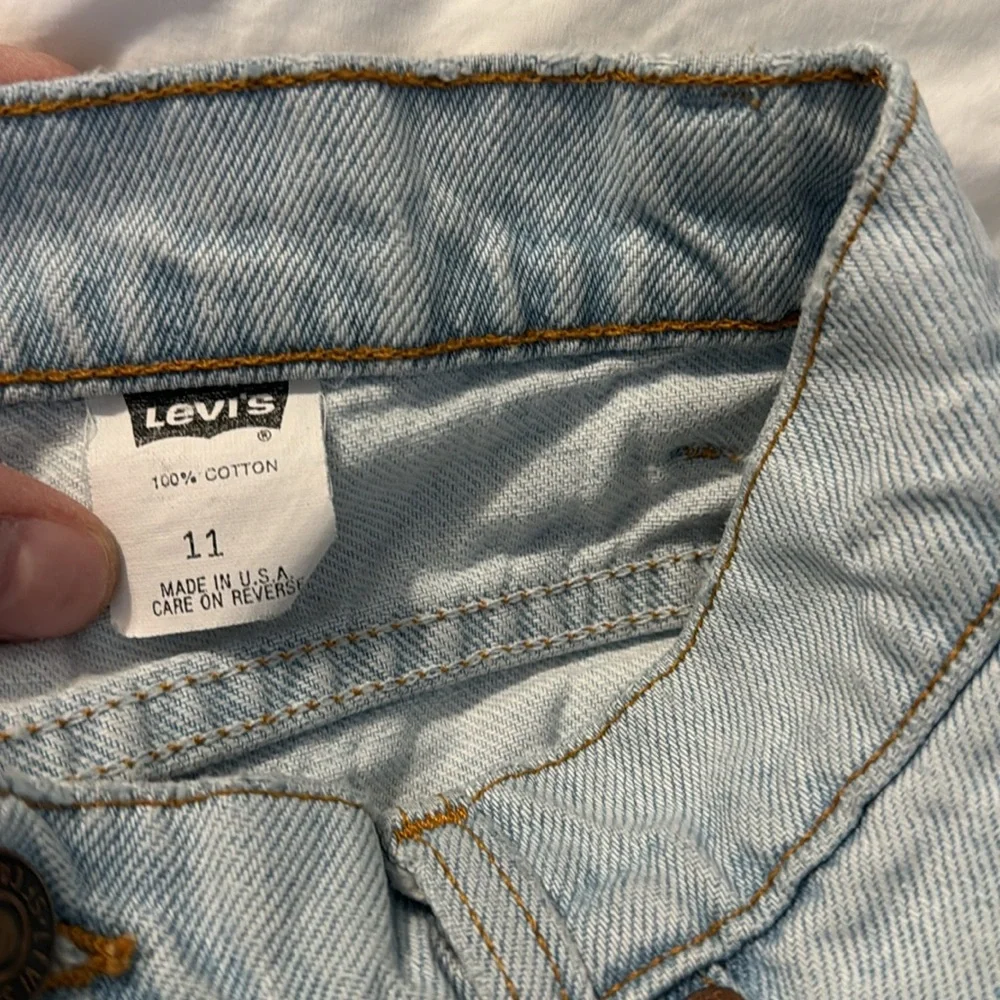 Levi's ®
100% COTTON
11
MADE IN U.S.A.
CARE ON REVERSE